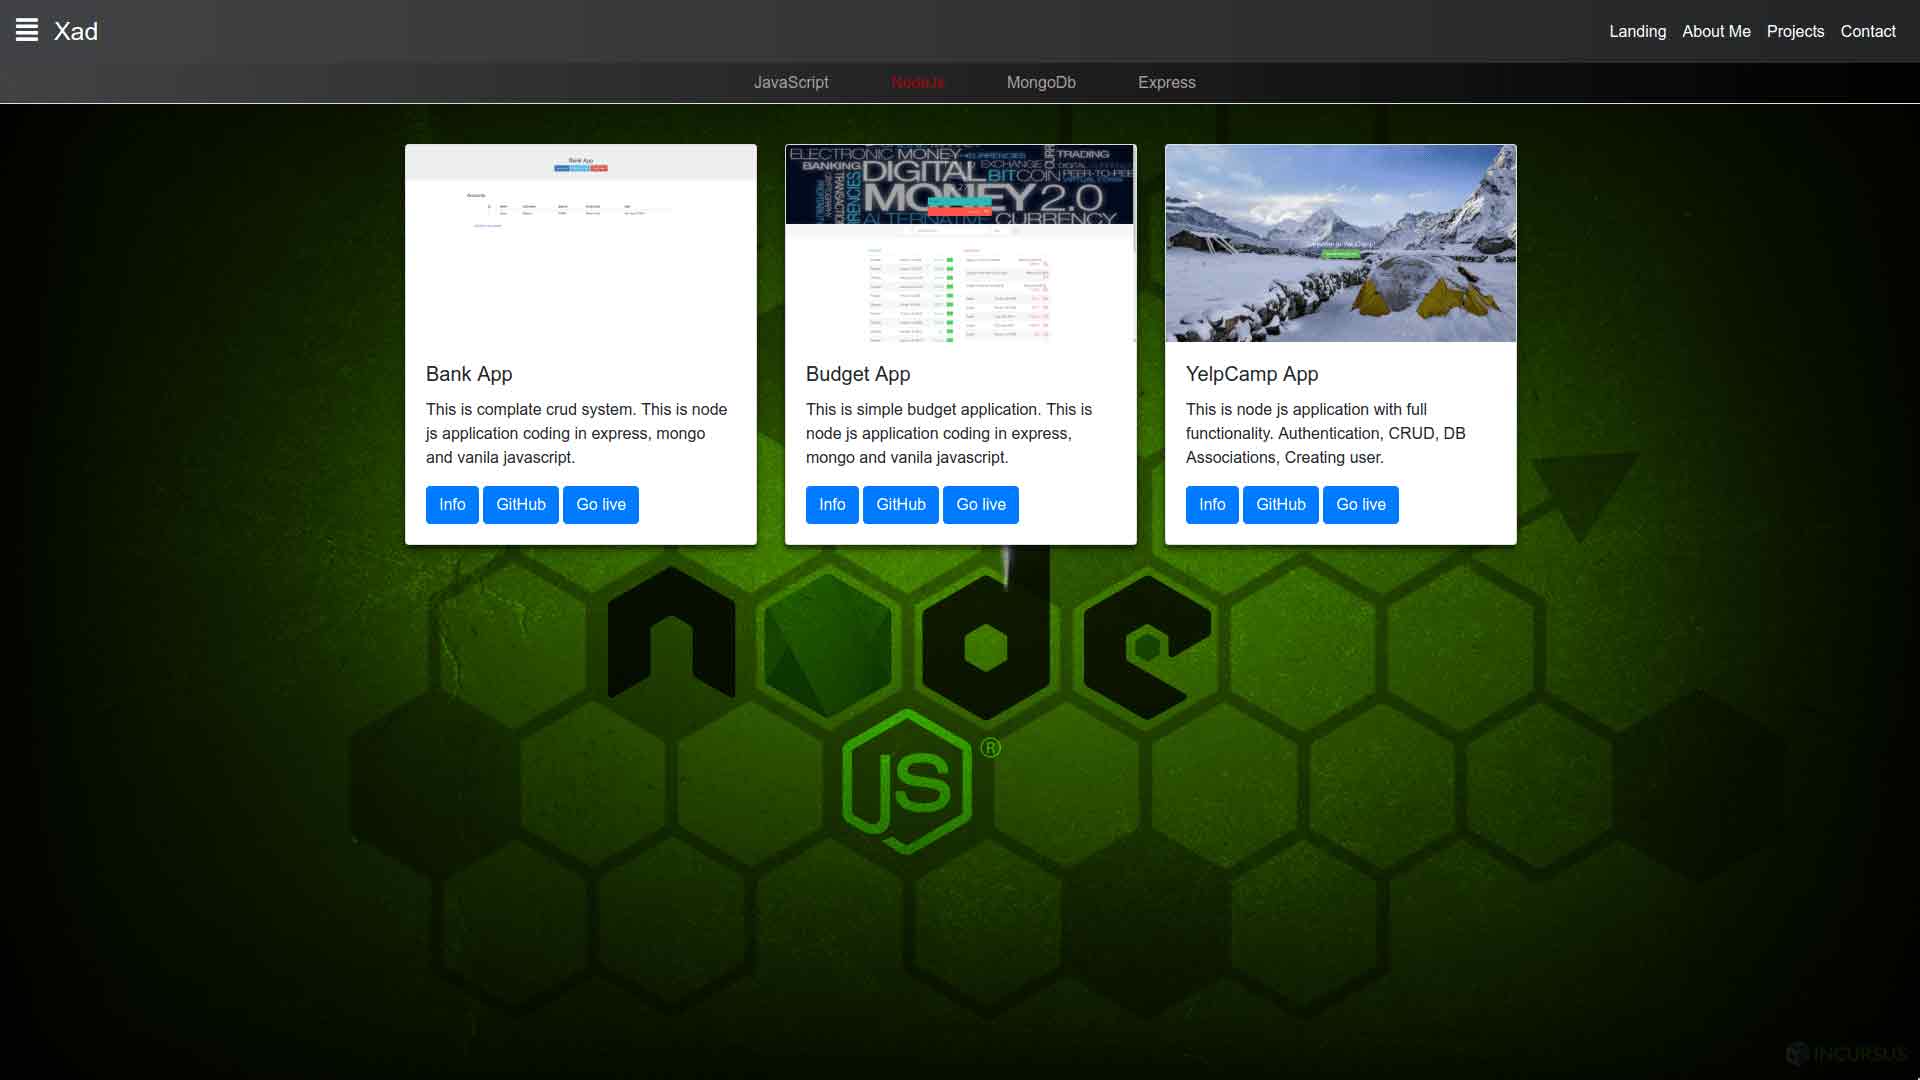 Xad
Landing About Me Projects Contact
JavaScript NodeJs MongoDb Express
Bank App
ELECTRONIC MONEY CURRENCIES TRADING
BANKING DIGITAL EXCHANGE DIGITAL
BITCOIN PEER-TO-PEER
MONEY 2.0
ALTERNATIVE CURRENCY
Bank App
This is complate crud system. This is node
js application coding in express, mongo
and vanila javascript.
Info GitHub Go live
Budget App
This is simple budget application. This is
node js application coding in express,
mongo and vanila javascript.
Info GitHub Go live
YelpCamp App
This is node js application with full
functionality. Authentication, CRUD, DB
Associations, Creating user.
Info GitHub Go live
node
JS ®
INCURSUS